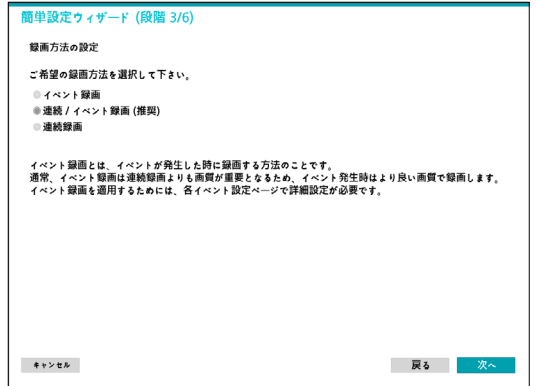 簡単設定ウィザード (段階 3/6)
録画方法の設定
ご希望の録画方法を選択して下さい。
イベント録画
連続 / イベント録画 (推奨)
連続録画
イベント録画とは、イベントが発生した時に録画する方法のことです。
通常、イベント録画は連続録画よりも画質が重要となるため、イベント発生時はより良い画質で録画します。
イベント録画を適用するためには、各イベント設定ページで詳細設定が必要です。
キャンセル
戻る
次へ